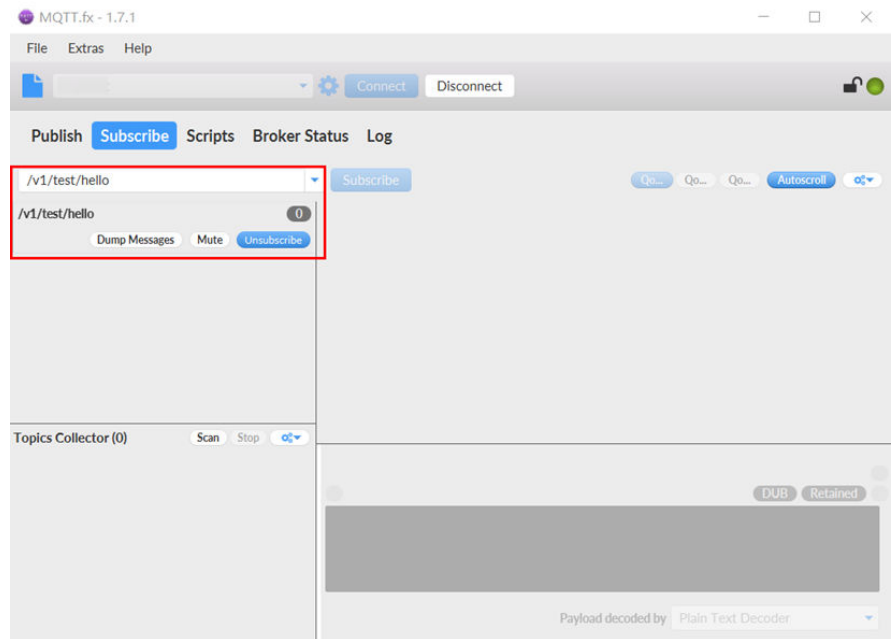 MQTT.fx - 1.7.1
File Extras Help
Connect Disconnect
Publish Subscribe Scripts Broker Status Log
/v1/test/hello Subscribe Qo... Qo... Qo... Autoscroll
/v1/test/hello 0
Dump Messages Mute Unsubscribe
Topics Collector (0) Scan Stop
DUB Retained
Payload decoded by Plain Text Decoder